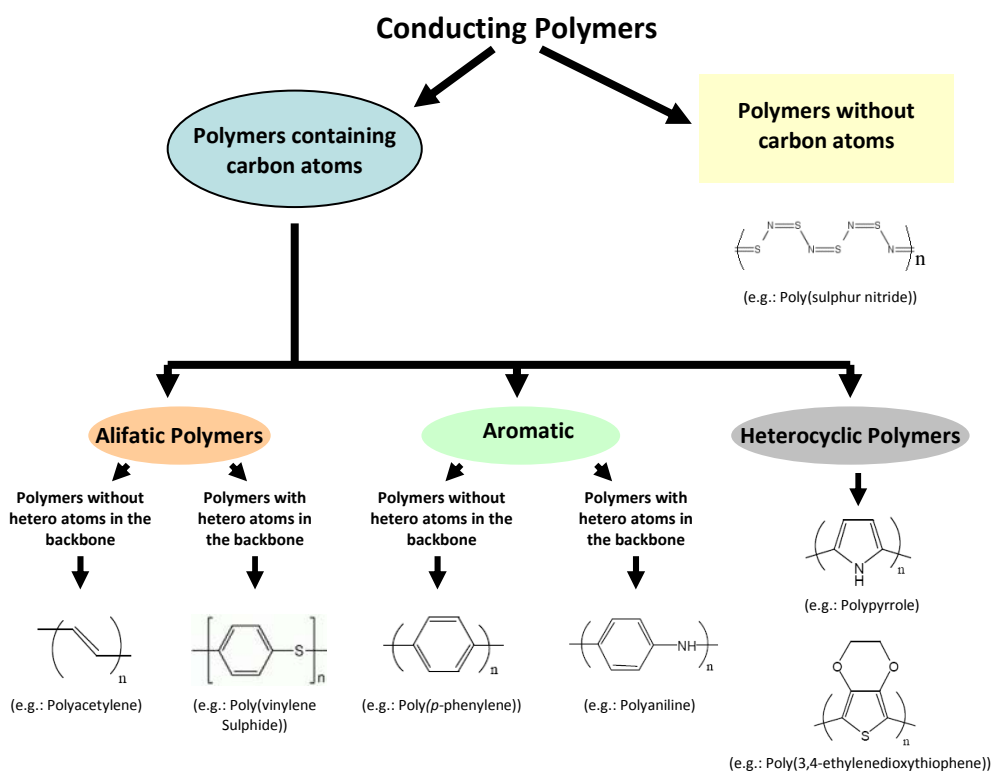 Conducting Polymers
Polymers containing
carbon atoms
Polymers without
carbon atoms
N S N S N S
S N S N n
(e.g.: Poly(sulphur nitride))
Alifatic Polymers
Aromatic
Heterocyclic Polymers
Polymers without
hetero atoms in the
backbone
Polymers with
hetero atoms in
the backbone
Polymers without
hetero atoms in the
backbone
Polymers with
hetero atoms in
the backbone
n
(e.g.: Polyacetylene)
S
n
(e.g.: Poly(vinylene
Sulphide))
n
(e.g.: Poly(p-phenylene))
NH
n
(e.g.: Polyaniline)
N
H
n
(e.g.: Polypyrrole)
O O
S
n
(e.g.: Poly(3,4-ethylenedioxythiophene))